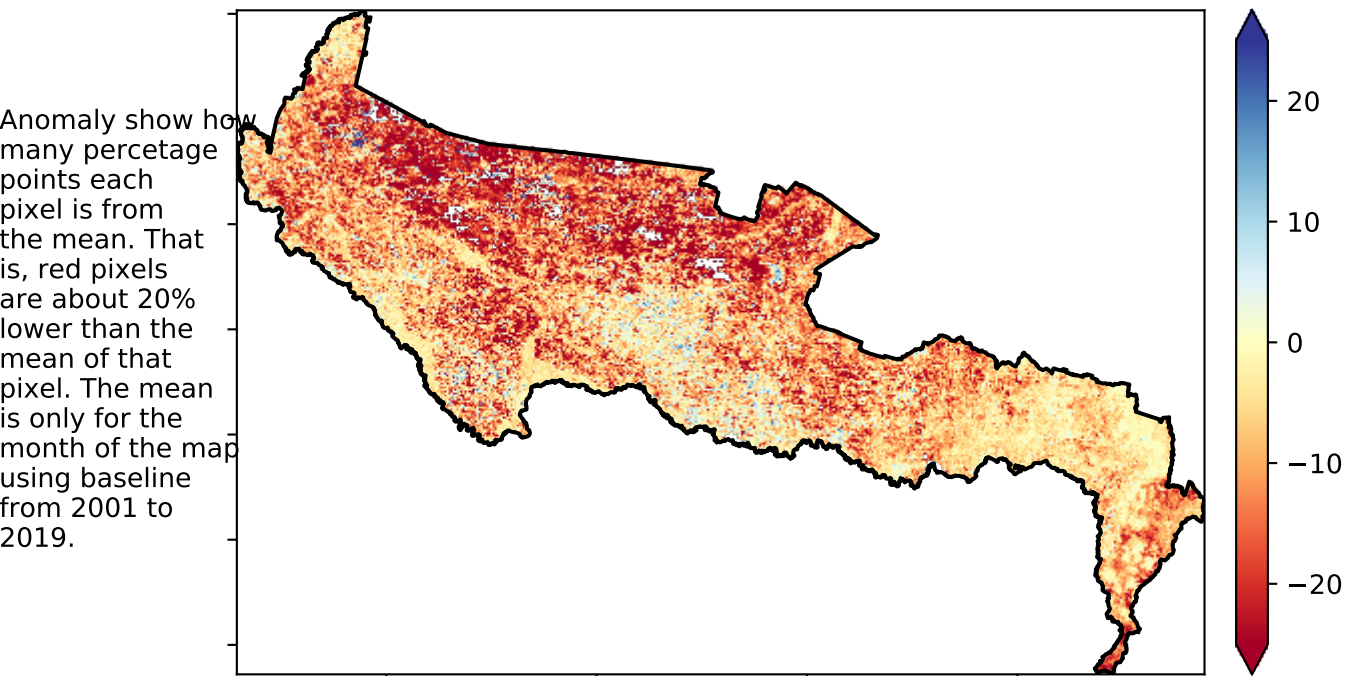 Anomaly show how
many percetage
points each
pixel is from
the mean. That
is, red pixels
are about 20%
lower than the
mean of that
pixel. The mean
is only for the
month of the map
using baseline
from 2001 to
2019.
20
10
0
−10
−20